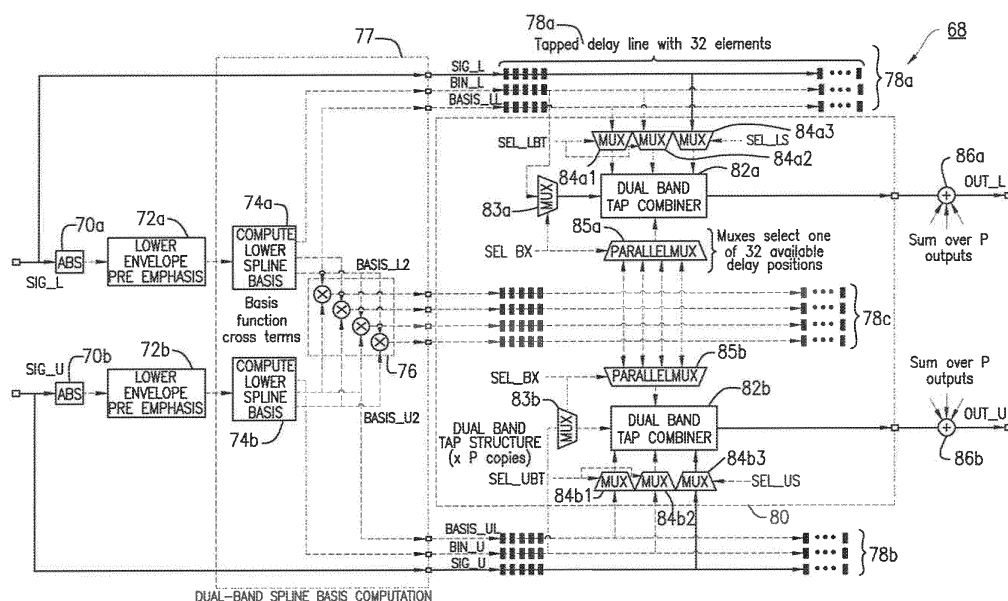 78a
Tapped delay line with 32 elements
68
77
SIG_L
BIN_L
BASIS_UL
78a
SEL_LBT
MUX
MUX
MUX
84a3
SEL_LS
84a1
84a2
82a
83a
MUX
DUAL BAND
TAP COMBINER
86a
OUT_L
Sum over P
outputs
70a
72a
74a
ABS
LOWER
ENVELOPE
PRE EMPHASIS
COMPUTE
LOWER
SPLINE
BASIS
SIG_L
85a
SEL BX
PARALLELMUX
Muxes select one
of 32 available
delay positions
BASIS_L2
Basis
function
cross terms
76
78c
70b
72b
SIG_U
ABS
LOWER
ENVELOPE
PRE EMPHASIS
COMPUTE
LOWER
SPLINE
BASIS
74b
BASIS_U2
SEL_BX
PARALLELMUX
85b
83b
MUX
82b
DUAL BAND
TAP COMBINER
DUAL BAND
TAP STRUCTURE
(x P copies)
Sum over P
outputs
OUT_U
86b
SEL_UBT
MUX
MUX
MUX
84b3
SEL_US
84b1
84b2
80
BASIS_UL
BIN_U
SIG_U
78b
DUAL-BAND SPLINE BASIS COMPUTATION